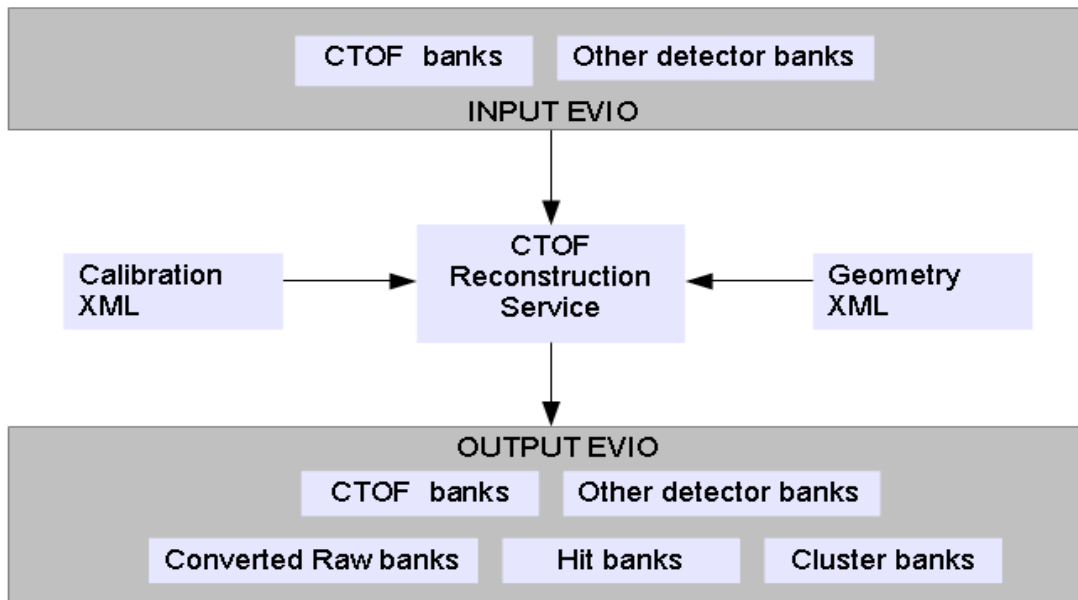 CTOF banks
Other detector banks
INPUT EVIO
CTOF
Reconstruction
Service
Calibration
XML
Geometry
XML
OUTPUT EVIO
CTOF banks
Other detector banks
Converted Raw banks
Hit banks
Cluster banks